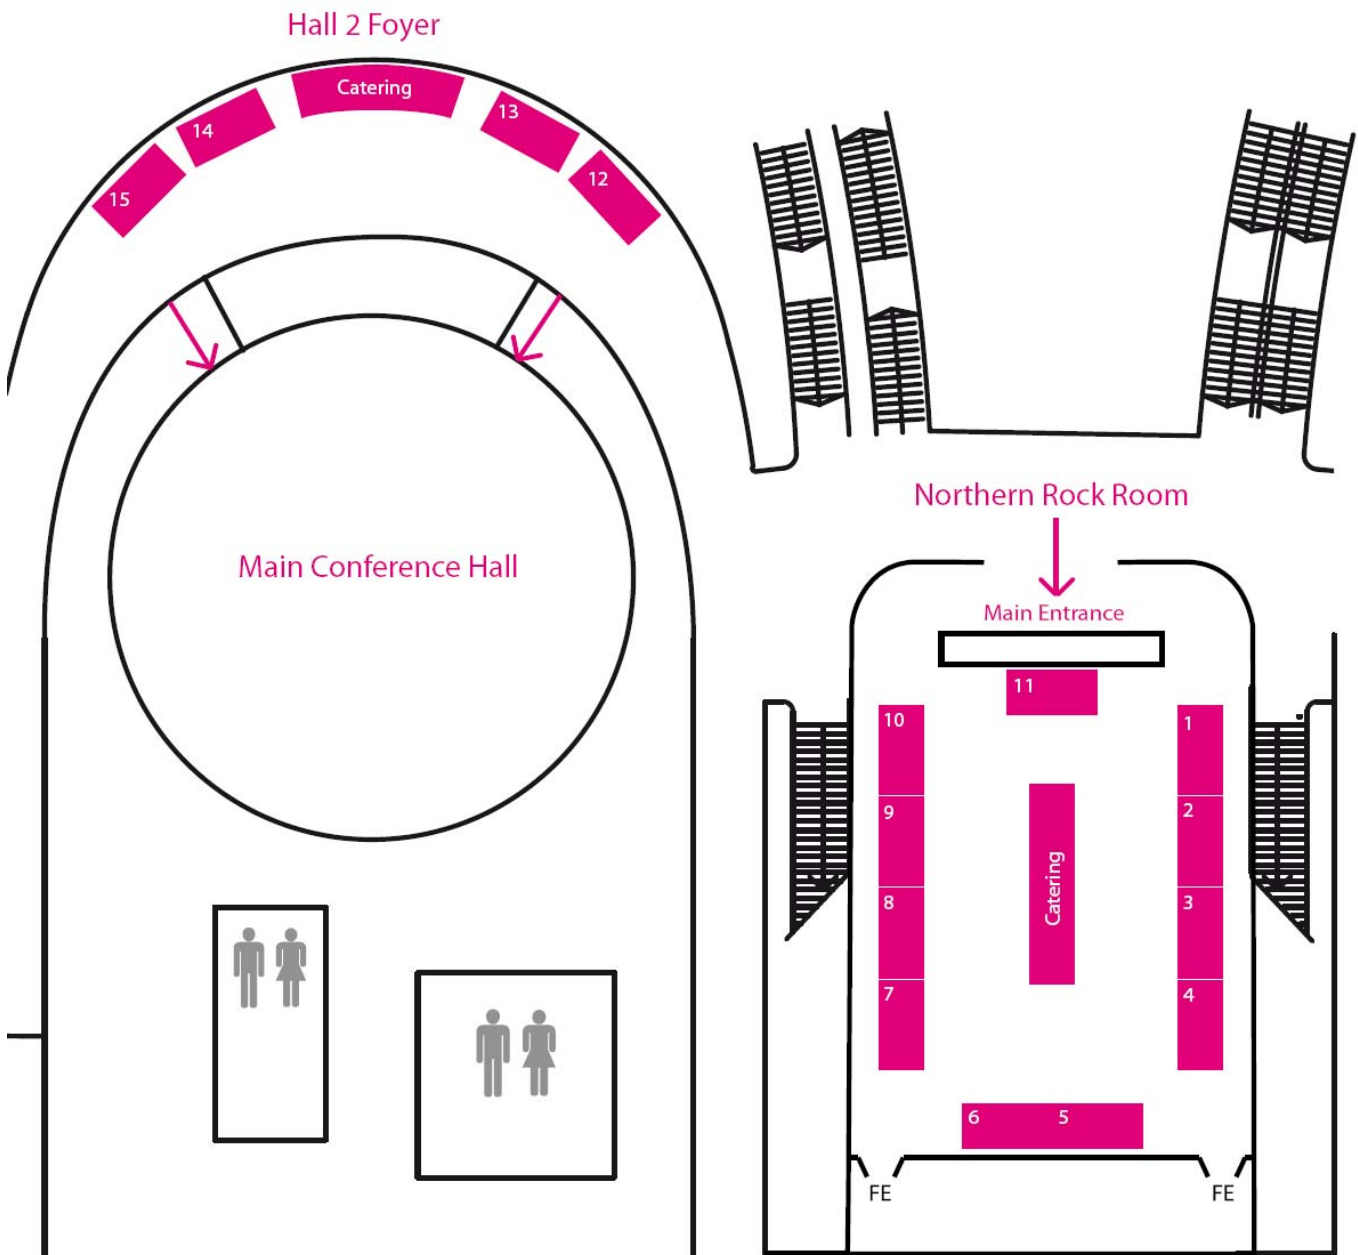 Hall 2 Foyer
Catering
14
13
15
12
Main Conference Hall
Northern Rock Room
Main Entrance
11
10
1
9
2
Catering
8
3
7
4
6
5
FE
FE